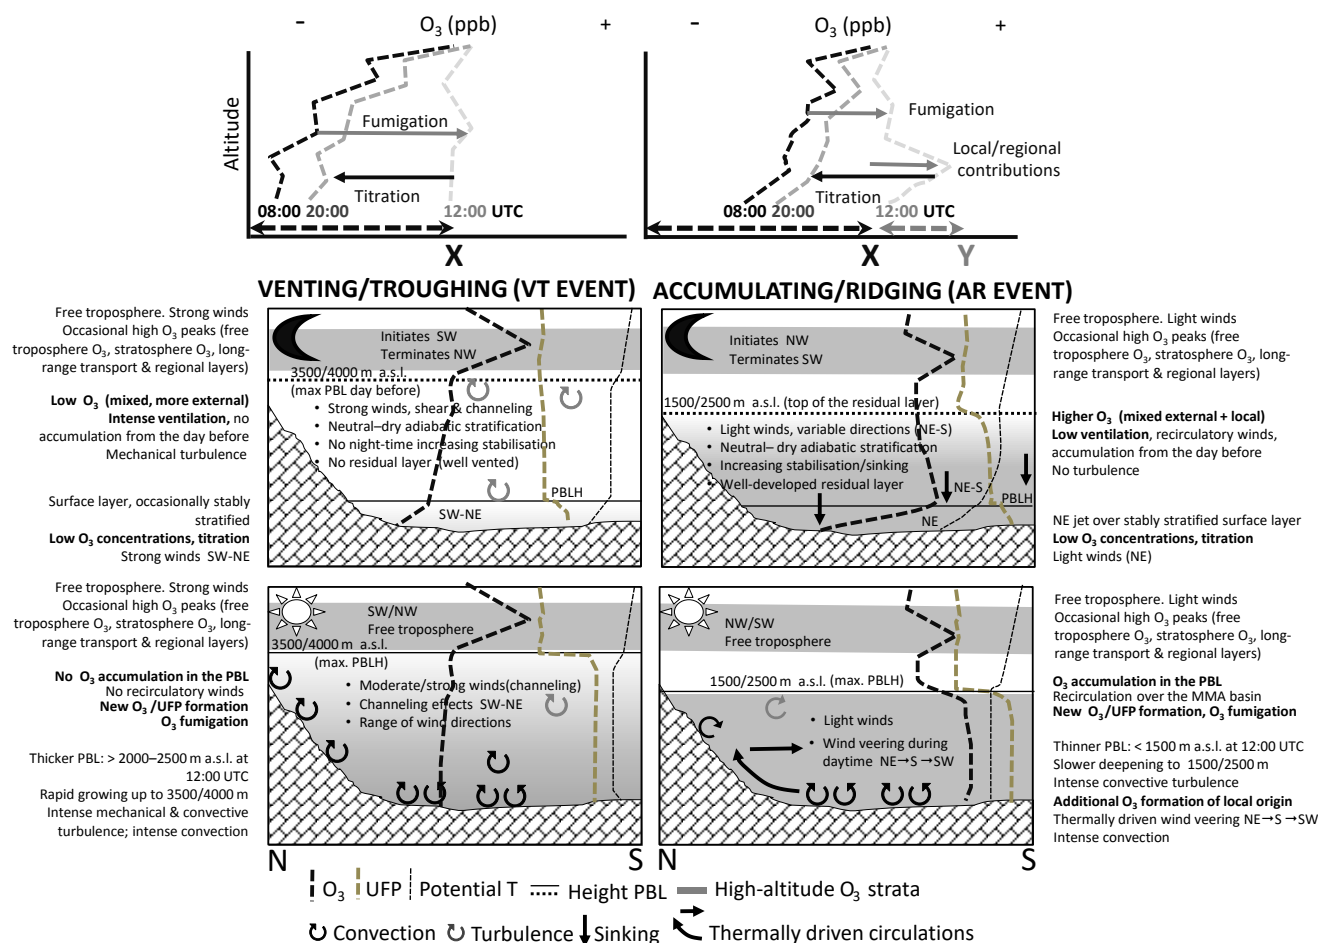 - O₃ (ppb) +
- O₃ (ppb) +
Altitude
Fumigation
Titration
08:00 20:00 12:00 UTC
X
Fumigation
Local/regional
contributions
Titration
08:00 20:00 12:00 UTC
X Y
VENTING/TROUGHING (VT EVENT)
ACCUMULATING/RIDGING (AR EVENT)
Free troposphere. Strong winds
Occasional high O₃ peaks (free
troposphere O₃, stratosphere O₃, long-
range transport & regional layers)
Low O₃ (mixed, more external)
Intense ventilation, no
accumulation from the day before
Mechanical turbulence
Surface layer, occasionally stably
stratified
Low O₃ concentrations, titration
Strong winds SW-NE
Initiates SW
Terminates NW
3500/4000 m a.s.l.
(max PBL day before)
• Strong winds, shear & channeling
• Neutral–dry adiabatic stratification
• No night-time increasing stabilisation
• No residual layer (well vented)
PBLH
SW-NE
Initiates NW
Terminates SW
1500/2500 m a.s.l. (top of the residual layer)
• Light winds, variable directions (NE-S)
• Neutral– dry adiabatic stratification
• Increasing stabilisation/sinking
• Well-developed residual layer
NE-S
PBLH
NE
Free troposphere. Light winds
Occasional high O₃ peaks (free
troposphere O₃, stratosphere O₃, long-
range transport & regional layers)
Higher O₃ (mixed external + local)
Low ventilation, recirculatory winds,
accumulation from the day before
No turbulence
NE jet over stably stratified surface layer
Low O₃ concentrations, titration
Light winds (NE)
Free troposphere. Strong winds
Occasional high O₃ peaks (free
troposphere O₃, stratosphere O₃, long-
range transport & regional layers)
No O₃ accumulation in the PBL
No recirculatory winds
New O₃ /UFP formation
O₃ fumigation
Thicker PBL: > 2000–2500 m a.s.l. at
12:00 UTC
Rapid growing up to 3500/4000 m
Intense mechanical & convective
turbulence; intense convection
SW/NW
Free troposphere
3500/4000 m a.s.l.
(max. PBLH)
• Moderate/strong winds(channeling)
• Channeling effects SW-NE
• Range of wind directions
NW/SW
Free troposphere
1500/2500 m a.s.l. (max. PBLH)
• Light winds
• Wind veering during
daytime NE→S →SW
Free troposphere. Light winds
Occasional high O₃ peaks (free
troposphere O₃, stratosphere O₃, long-
range transport & regional layers)
O₃ accumulation in the PBL
Recirculation over the MMA basin
New O₃/UFP formation, O₃ fumigation
Thinner PBL: < 1500 m a.s.l. at 12:00 UTC
Slower deepening to 1500/2500 m
Intense convective turbulence
Additional O₃ formation of local origin
Thermally driven wind veering NE→S →SW
Intense convection
N S
N S
O₃ UFP Potential T Height PBL High-altitude O₃ strata
Convection Turbulence Sinking Thermally driven circulations